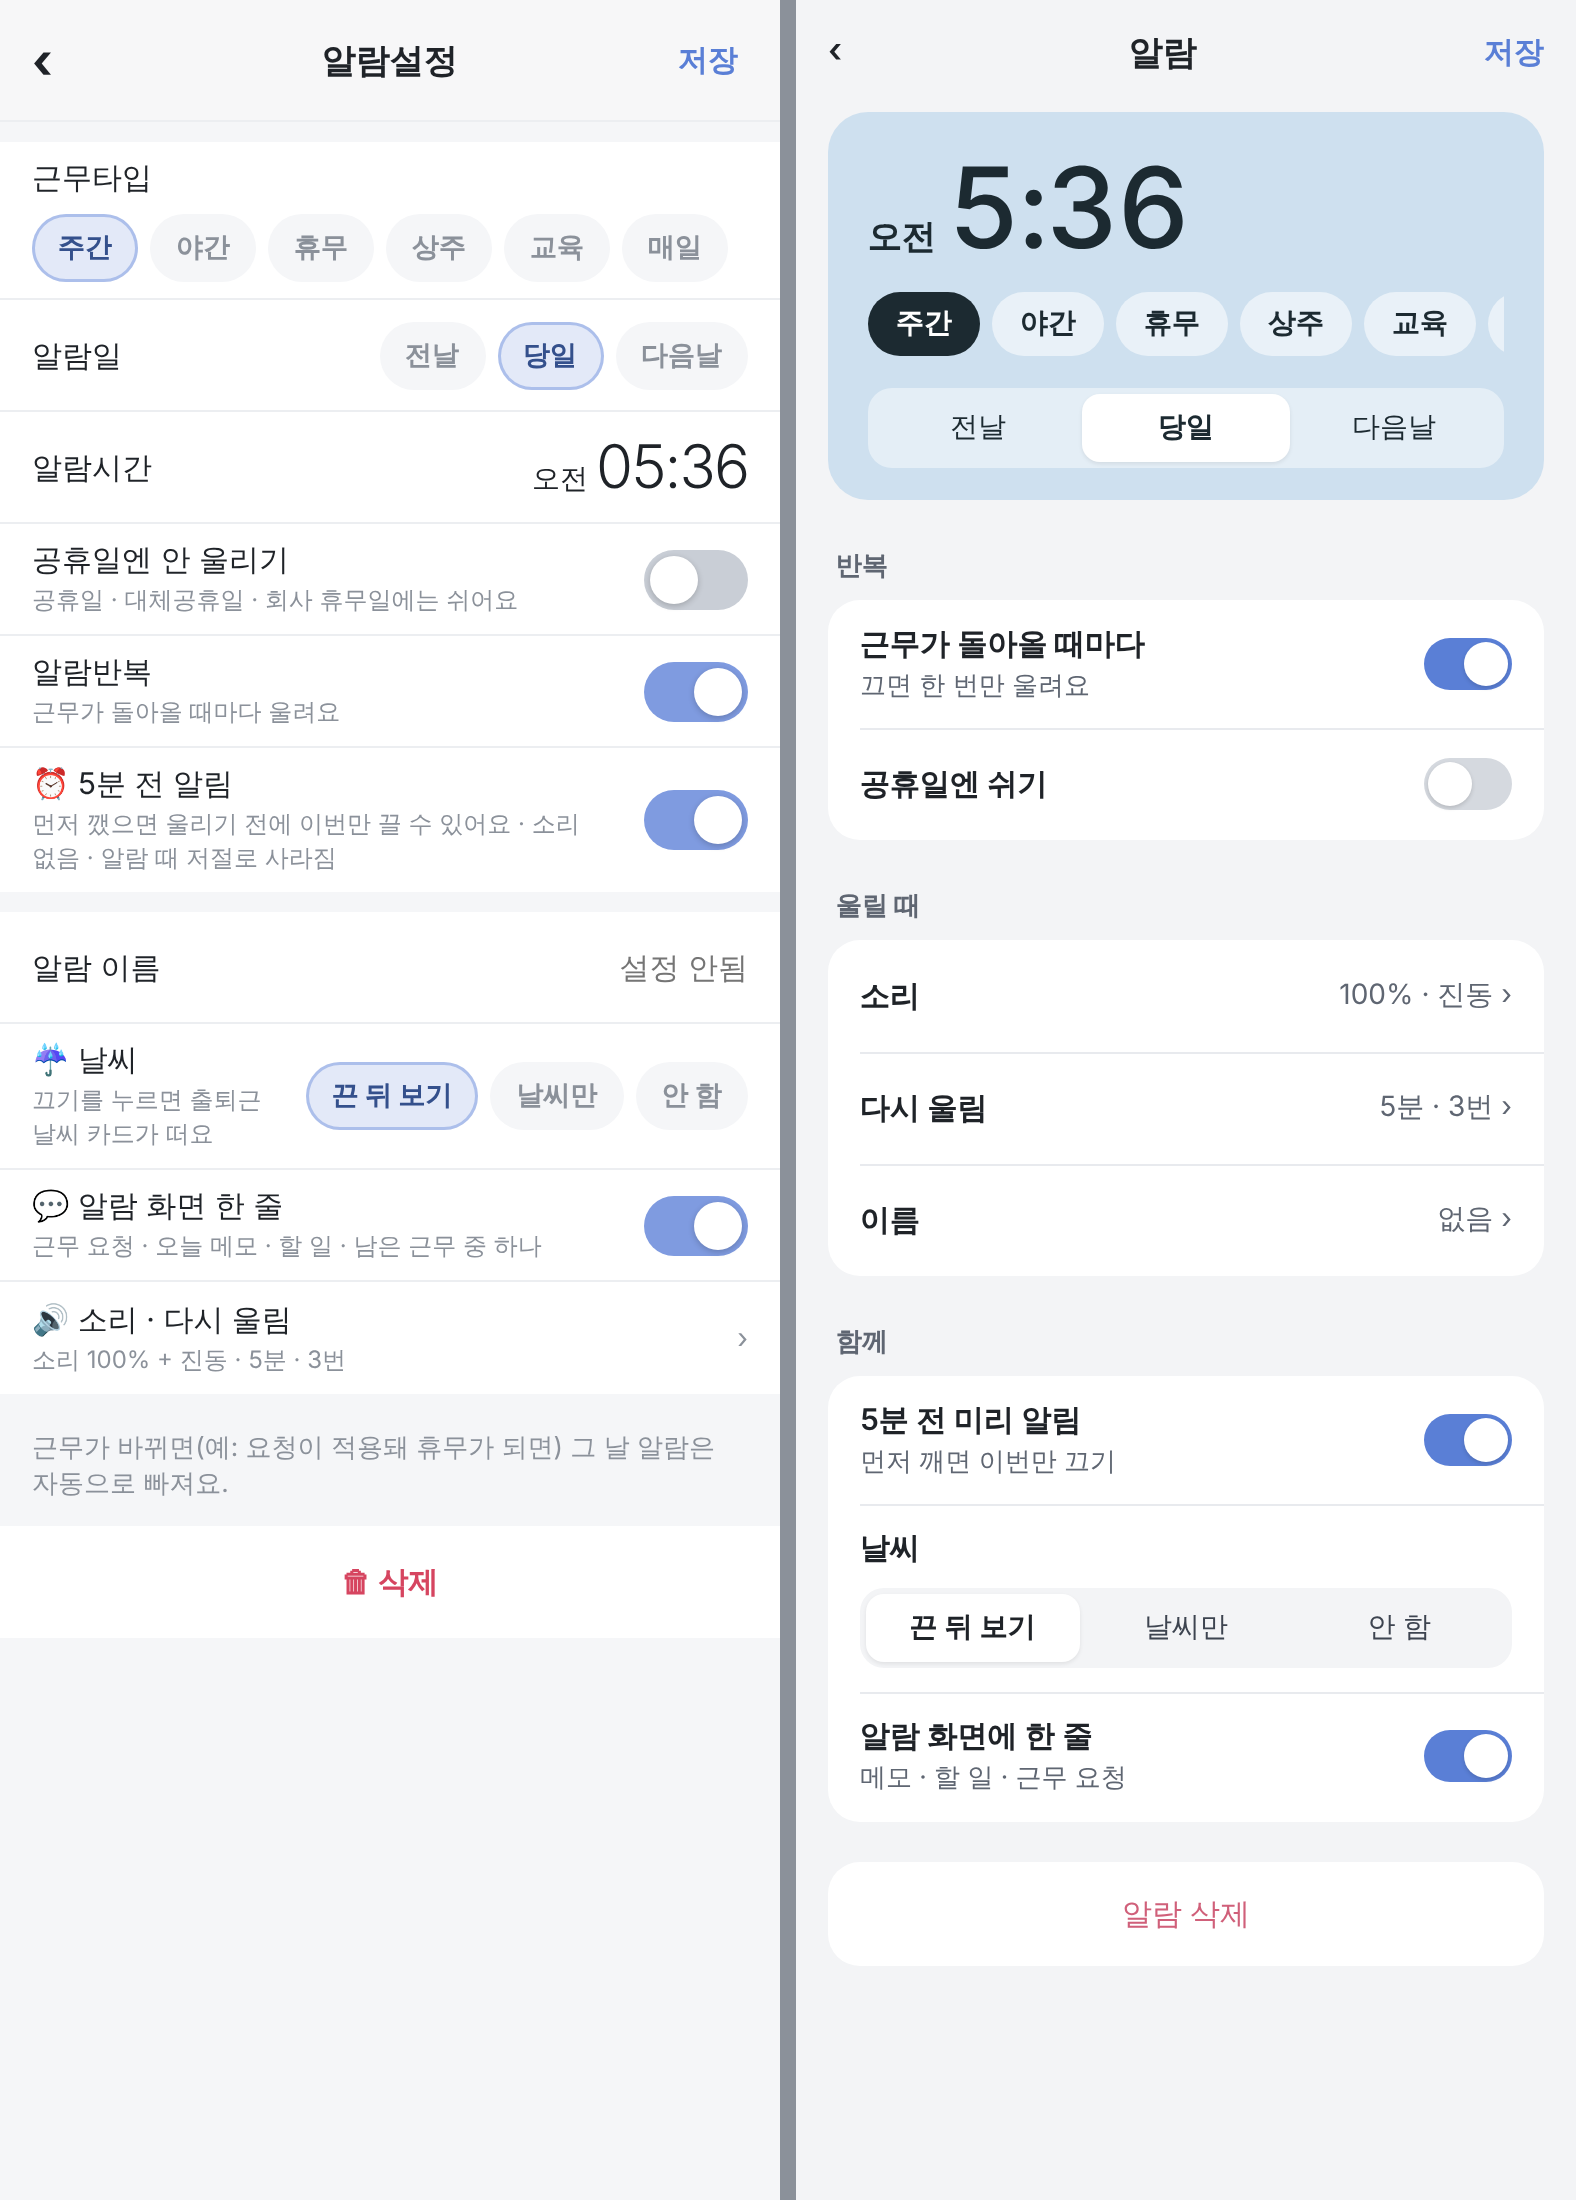 ‹ 알람설정 저장
근무타입
주간 야간 휴무 상주 교육 매일
알람일 전날 당일 다음날
알람시간 오전 05:36
공휴일엔 안 울리기
공휴일 · 대체공휴일 · 회사 휴무일에는 쉬어요
알람반복
근무가 돌아올 때마다 울려요
⏰ 5분 전 알림
먼저 깼으면 울리기 전에 이번만 끌 수 있어요 · 소리
없음 · 알람 때 저절로 사라짐
알람 이름 설정 안됨
☔ 날씨
끄기를 누르면 출퇴근
날씨 카드가 떠요
끈 뒤 보기 날씨만 안 함
💬 알람 화면 한 줄
근무 요청 · 오늘 메모 · 할 일 · 남은 근무 중 하나
🔊 소리 · 다시 울림
소리 100% + 진동 · 5분 · 3번
›
근무가 바뀌면(예: 요청이 적용돼 휴무가 되면) 그 날 알람은
자동으로 빠져요.
🗑 삭제
‹ 알람 저장
오전 5:36
주간 야간 휴무 상주 교육
전날 당일 다음날
반복
근무가 돌아올 때마다
끄면 한 번만 울려요
공휴일엔 쉬기
울릴 때
소리 100% · 진동 ›
다시 울림 5분 · 3번 ›
이름 없음 ›
함께
5분 전 미리 알림
먼저 깨면 이번만 끄기
날씨
끈 뒤 보기 날씨만 안 함
알람 화면에 한 줄
메모 · 할 일 · 근무 요청
알람 삭제